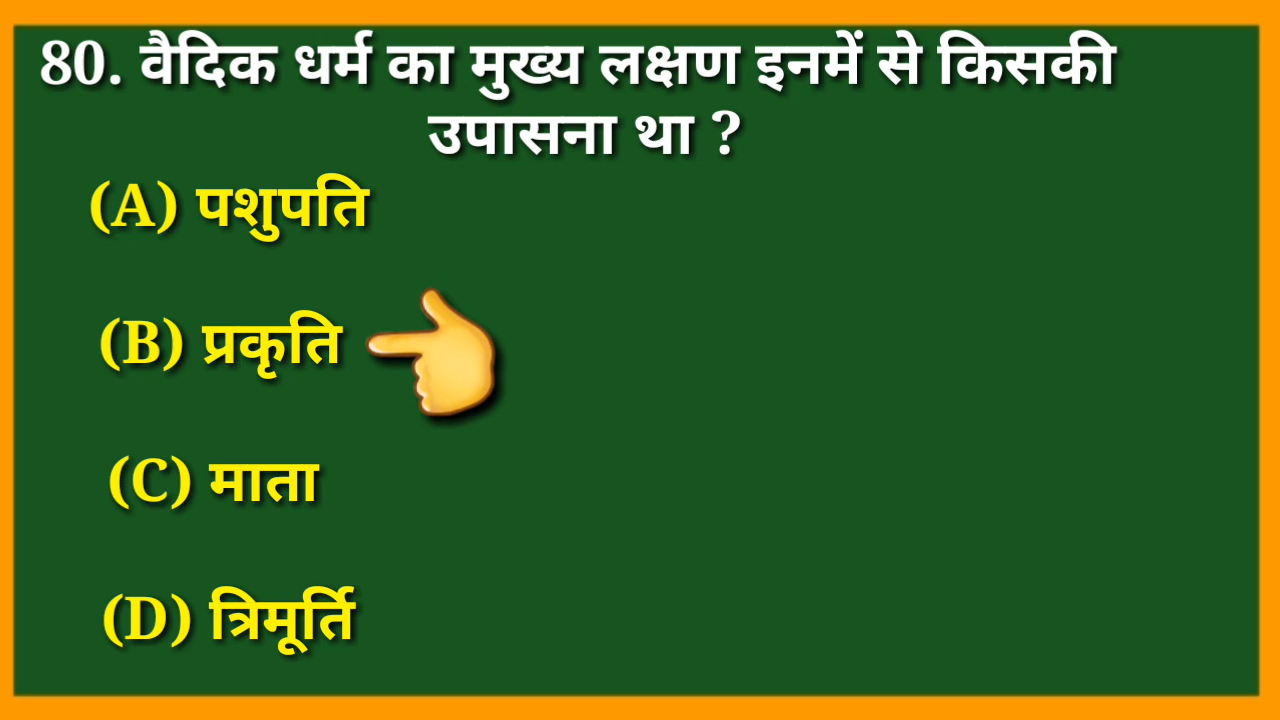 80. वैदिक धर्म का मुख्य लक्षण इनमें से किसकी
उपासना था ?
(A) पशुपति
(B) प्रकृति
(C) माता
(D) त्रिमूर्ति